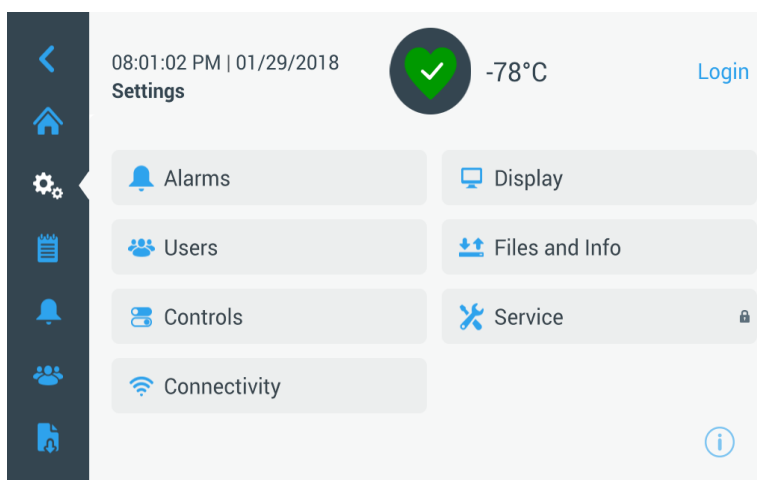 08:01:02 PM | 01/29/2018
Settings
-78°C
Login
Alarms
Display
Users
Files and Info
Controls
Service
Connectivity